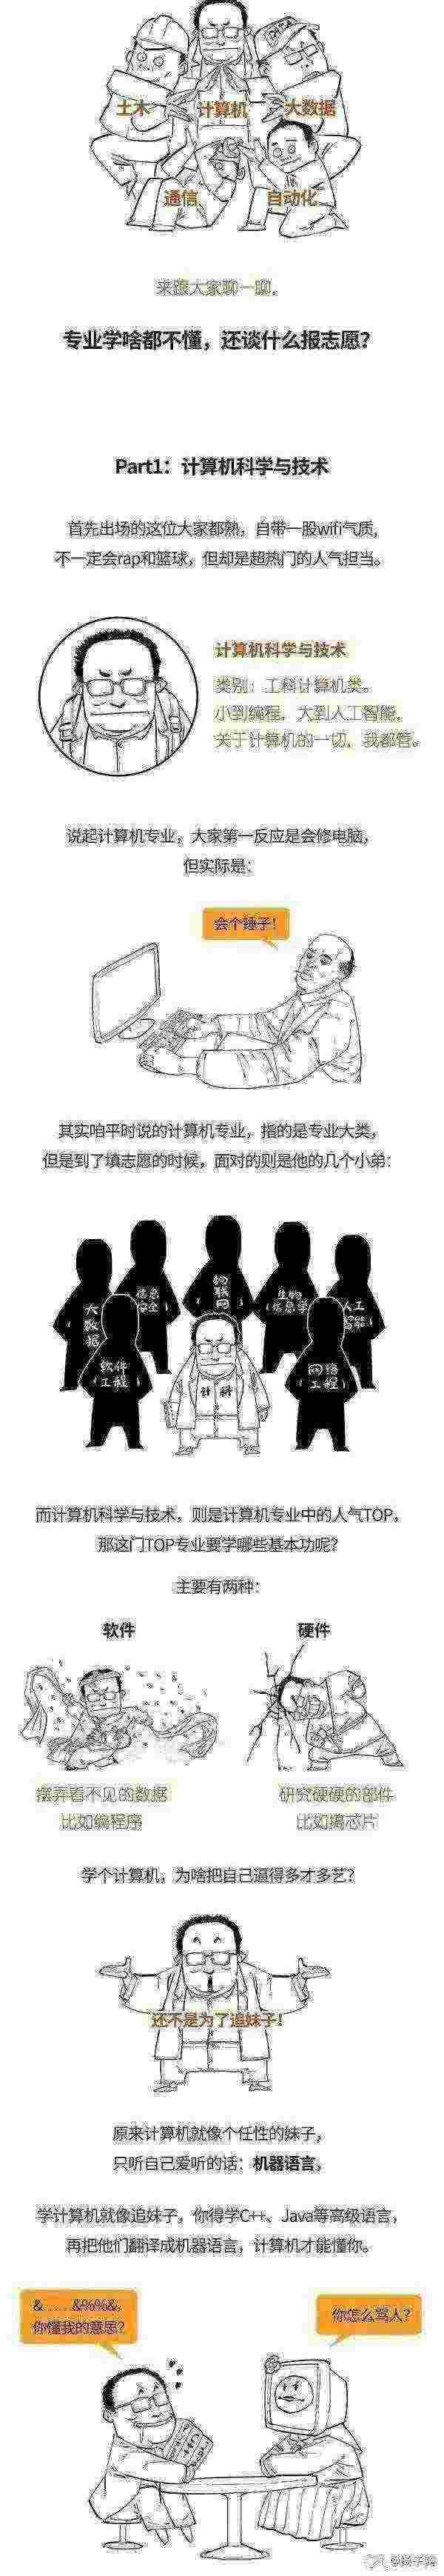 土木
计算机
大数据
通信
自动化
来跟大家聊一聊，
专业学啥都不懂，还谈什么报志愿？
Part1：计算机科学与技术
首先出场的这位大家都熟，自带一股wifi气质，
不一定会rap和篮球，但却是超热门的人气担当。
计算机科学与技术
类别：工科计算机类。
小到编程，大到人工智能，
关于计算机的一切，我都管。
说起计算机专业，大家第一反应是会修电脑，
但实际是：
会个锤子！
其实咱平时说的计算机专业，指的是专业大类，
但是到了填志愿的时候，面对的则是他的几个小弟：
大数据
信息安全
物联网
生物信息学
人工智能
软件工程
计科
网络工程
而计算机科学与技术，则是计算机专业中的人气TOP，
那这门TOP专业要学哪些基本功呢？
主要有两种：
软件
硬件
摆弄看不见的数据
比如编程序
研究硬硬的部件
比如搞芯片
学个计算机，为啥把自己逼得多才多艺？
还不是为了追妹子！
原来计算机就像个任性的妹子，
只听自己爱听的话：机器语言，
学计算机就像追妹子，你得学C++、Java等高级语言，
再把他们翻译成机器语言，计算机才能懂你。
&……&%%&，
你懂我的意思？
你怎么骂人？